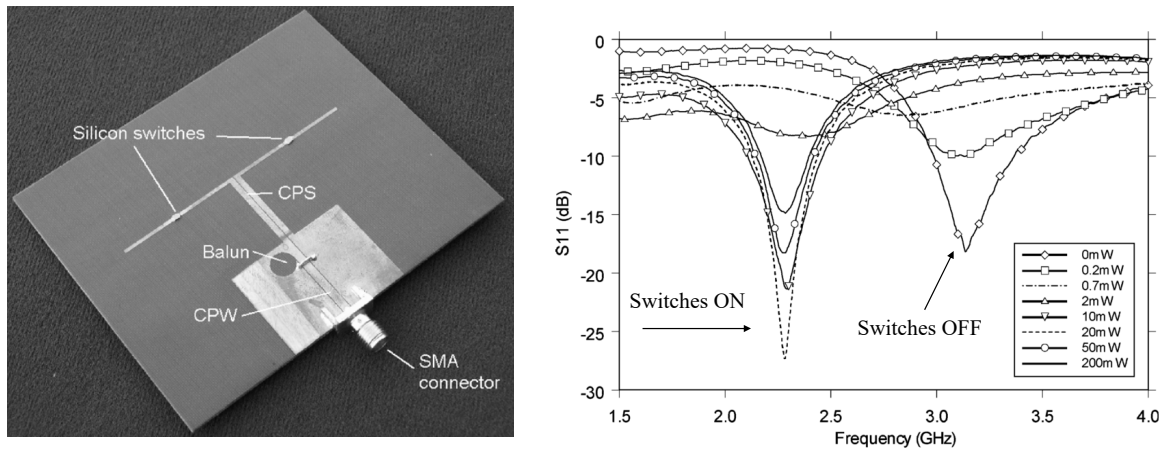 Silicon switches
CPS
Balun
CPW
SMA
connector
0
-5
-10
-15
-20
-25
-30
S11 (dB)
1.5
2.0
2.5
3.0
3.5
4.0
Frequency (GHz)
Switches ON
Switches OFF
0mW
0.2mW
0.7mW
2mW
10mW
20mW
50mW
200mW